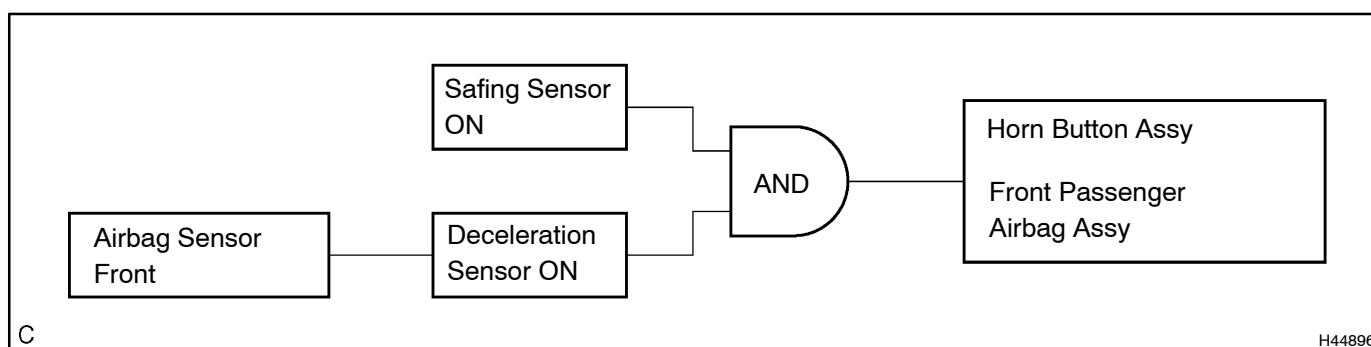 Safing Sensor
ON
Horn Button Assy
AND
Front Passenger
Airbag Assy
Airbag Sensor
Front
Deceleration
Sensor ON
C
H44896